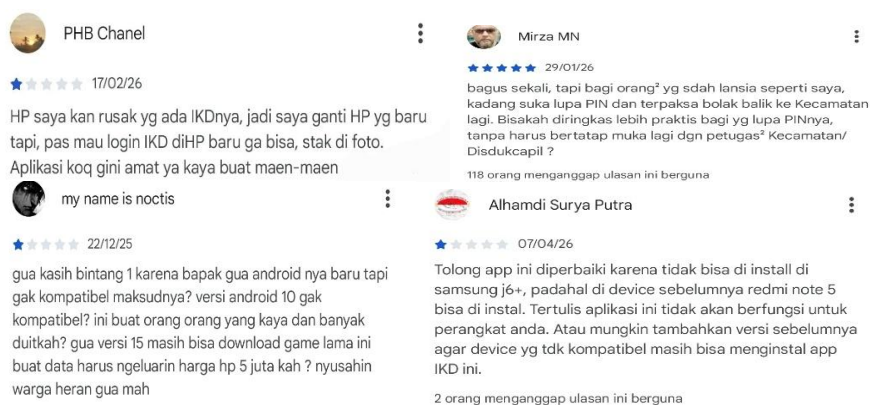 PHB Chanel
17/02/26
HP saya kan rusak yg ada IKDnya, jadi saya ganti HP yg baru
tapi, pas mau login IKD diHP baru ga bisa, stak di foto.
Aplikasi koq gini amat ya kaya buat maen-maen
Mirza MN
29/01/26
bagus sekali, tapi bagi orang² yg sdah lansia seperti saya,
kadang suka lupa PIN dan terpaksa bolak balik ke Kecamatan
lagi. Bisakah diringkas lebih praktis bagi yg lupa PINnya,
tanpa harus bertatap muka lagi dgn petugas² Kecamatan/
Disdukcapil ?
118 orang menganggap ulasan ini berguna
my name is noctis
22/12/25
gua kasih bintang 1 karena bapak gua android nya baru tapi
gak kompatibel maksudnya? versi android 10 gak
kompatibel? ini buat orang orang yang kaya dan banyak
duitkah? gua versi 15 masih bisa download game lama ini
buat data harus ngeluarin harga hp 5 juta kah ? nyusahin
warga heran gua mah
Alhamdi Surya Putra
07/04/26
Tolong app ini diperbaiki karena tidak bisa di install di
samsung j6+, padahal di device sebelumnya redmi note 5
bisa di instal. Tertulis aplikasi ini tidak akan berfungsi untuk
perangkat anda. Atau mungkin tambahkan versi sebelumnya
agar device yg tdk kompatibel masih bisa menginstal app
IKD ini.
2 orang menganggap ulasan ini berguna